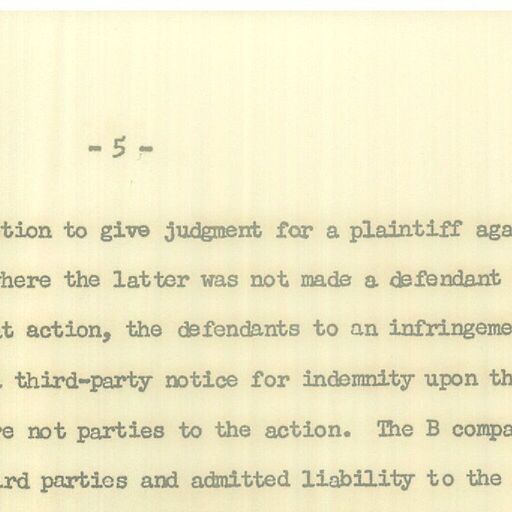 - 5 -
tion to give judgment for a plaintiff aga
here the latter was not made a defendant
t action, the defendants to an infringeme
third-party notice for indemnity upon th
e not parties to the action. The B compa
rd parties and admitted liability to the